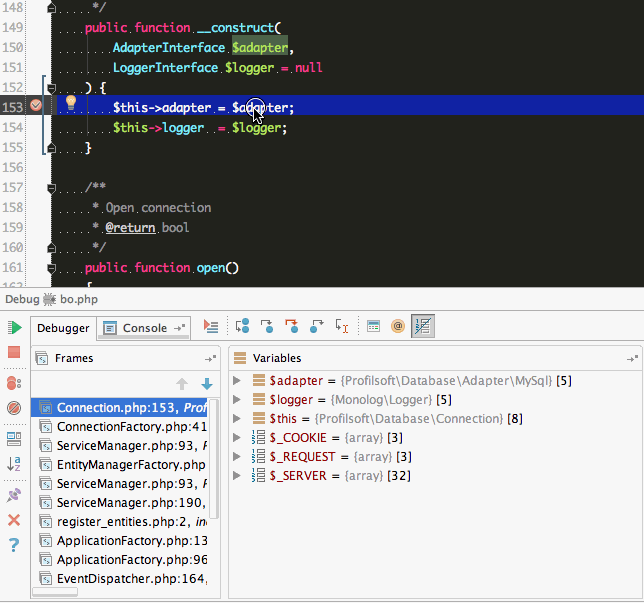 148 */
149 public function __construct(
150 AdapterInterface $adapter,
151 LoggerInterface $logger = null
152 ) {
153 $this->adapter = $adapter;
154 $this->logger = $logger;
155 }
156
157 /**
158 * Open connection
159 * @return bool
160 */
161 public function open()
Debug bo.php
Debugger Console
Frames
Connection.php:153, Prof
ConnectionFactory.php:41
ServiceManager.php:93, P
EntityManagerFactory.php
ServiceManager.php:93, P
ServiceManager.php:190,
register_entities.php:2, in
ApplicationFactory.php:13
ApplicationFactory.php:96
EventDispatcher.php:164,
Variables
$adapter = {Profilsoft\Database\Adapter\MySql} [5]
$logger = {Monolog\Logger} [5]
$this = {Profilsoft\Database\Connection} [8]
$_COOKIE = {array} [3]
$_REQUEST = {array} [3]
$_SERVER = {array} [32]